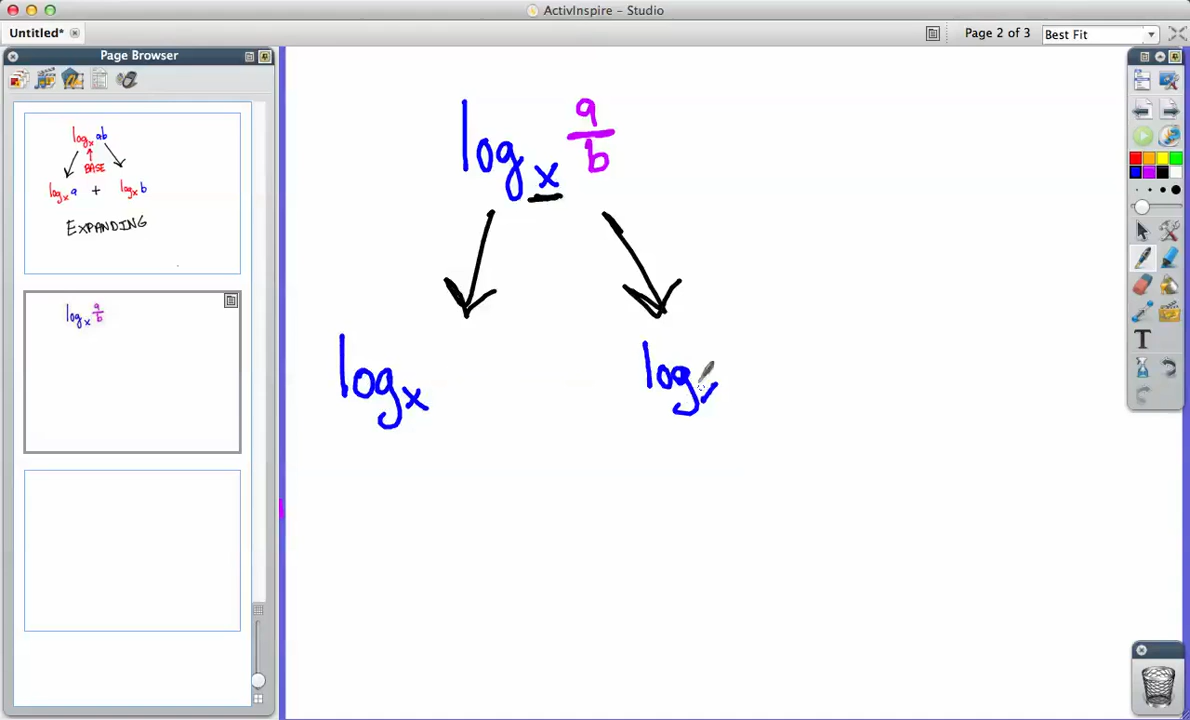 ActivInspire - Studio
Untitled*
Page 2 of 3
Best Fit
Page Browser
log_x ab
BASE
log_x a + log_x b
EXPANDING
log_x a/b
log_x a/b
log_x log
T